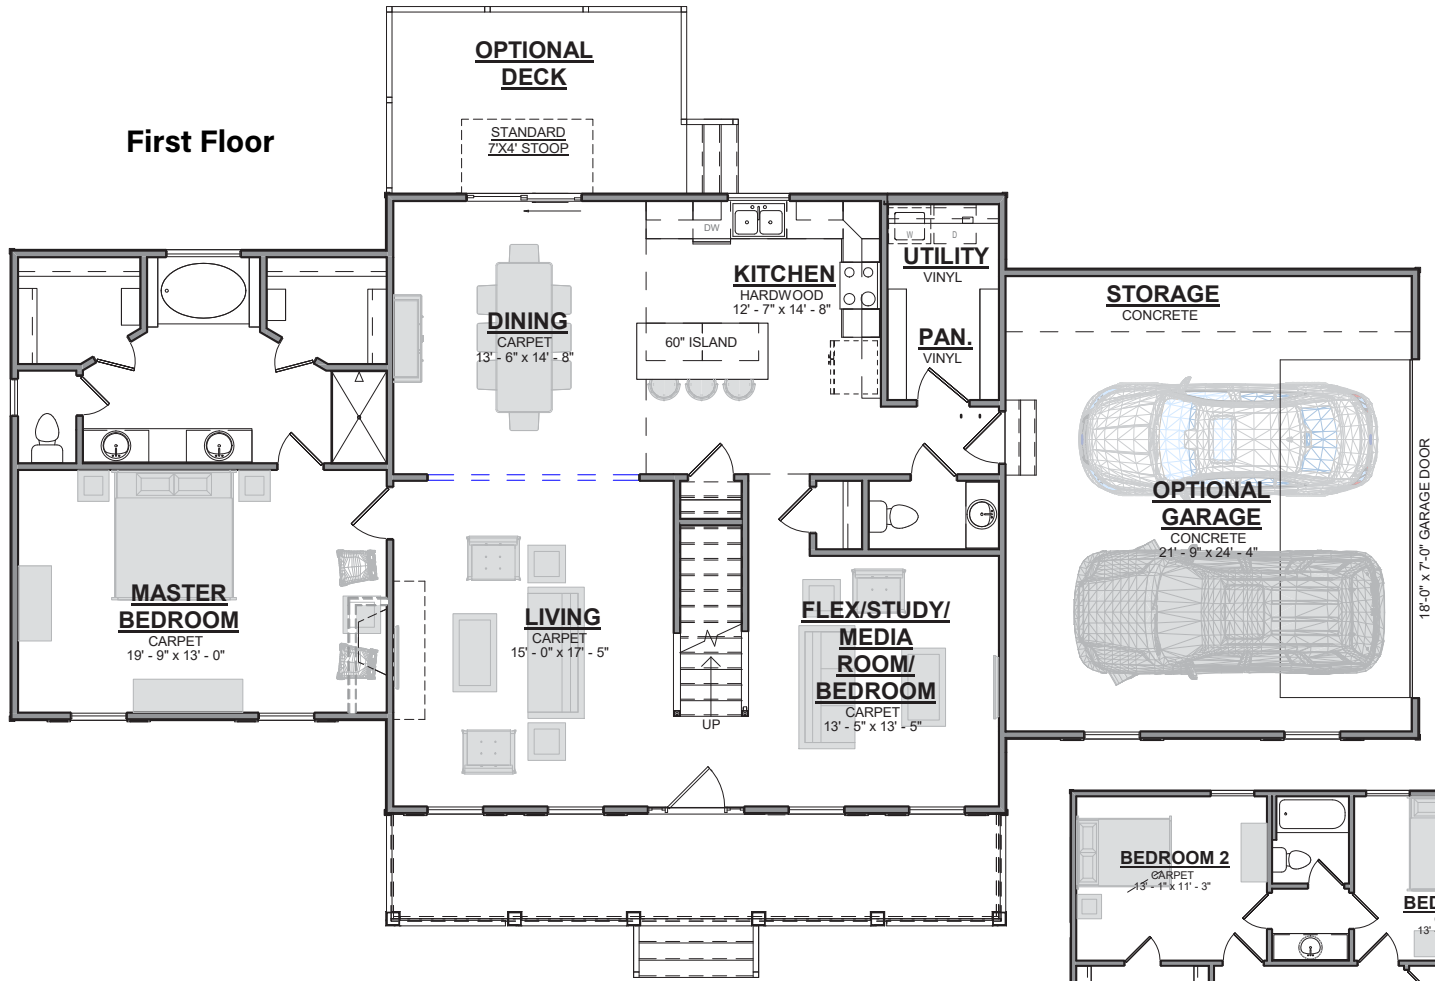 OPTIONAL
DECK
First Floor
STANDARD
7'X4' STOOP
DW
W
D
UTILITY
VINYL
KITCHEN
HARDWOOD
12' - 7" x 14' - 8"
STORAGE
CONCRETE
DINING
CARPET
13' - 6" x 14' - 8"
60" ISLAND
PAN.
VINYL
OPTIONAL
GARAGE
CONCRETE
21' - 9" x 24' - 4"
18'-0" x 7'-0" GARAGE DOOR
MASTER
BEDROOM
CARPET
19' - 9" x 13' - 0"
LIVING
CARPET
15' - 0" x 17' - 5"
FLEX/STUDY/
MEDIA
ROOM/
BEDROOM
CARPET
13' - 5" x 13' - 5"
UP
BEDROOM 2
CARPET
13' - 1" x 11' - 3"
BED
13'